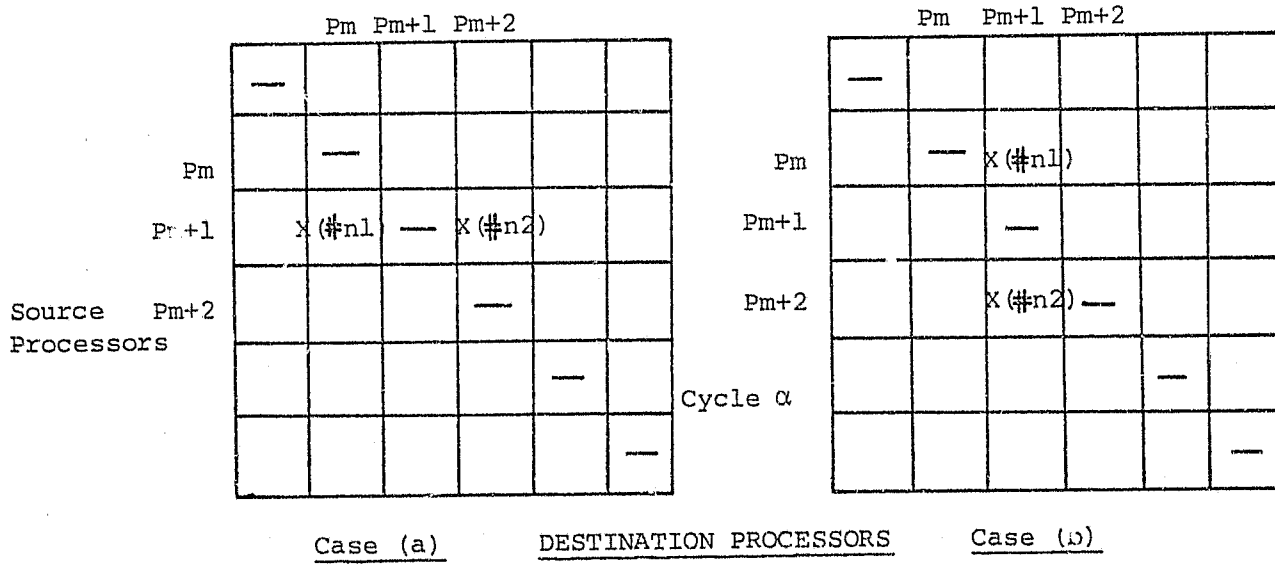 Pm Pm+1 Pm+2
Pm Pm+1 Pm+2
Pm
Pm
X(#n1)
Pm+1
X(#n1)
X(#n2)
Pm+1
Source
Processors
Pm+2
Pm+2
X(#n2)
Cycle α
Case (a)
DESTINATION PROCESSORS
Case (b)